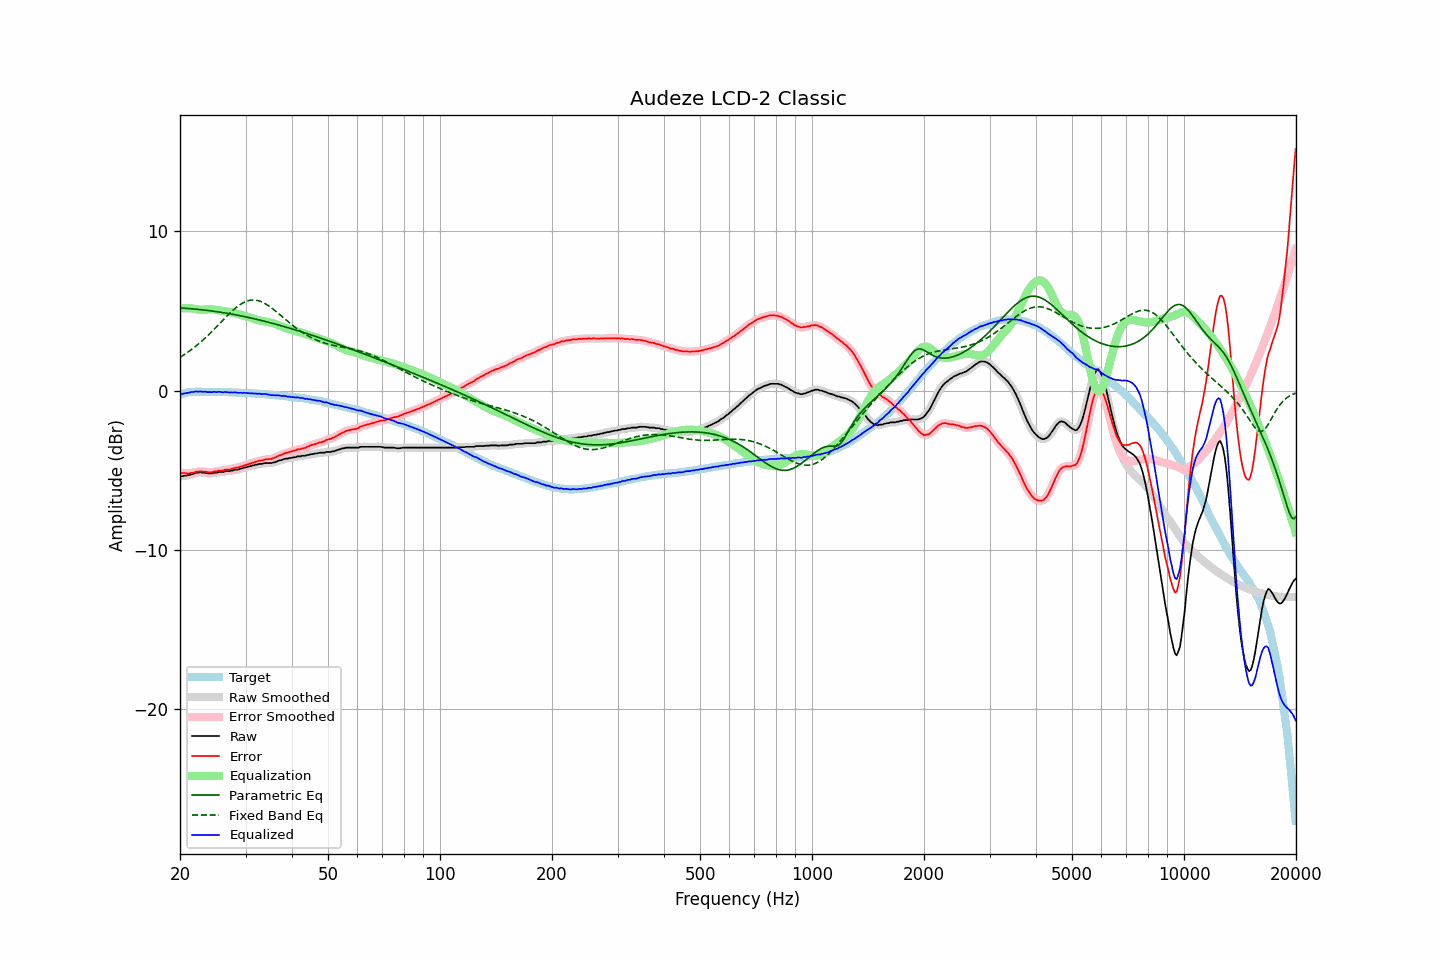 Audeze LCD-2 Classic
Amplitude (dBr)
10
0
−10
−20
Target
Raw Smoothed
Error Smoothed
Raw
Error
Equalization
Parametric Eq
Fixed Band Eq
Equalized
20 50 100 200 500 1000 2000 5000 10000 20000
Frequency (Hz)